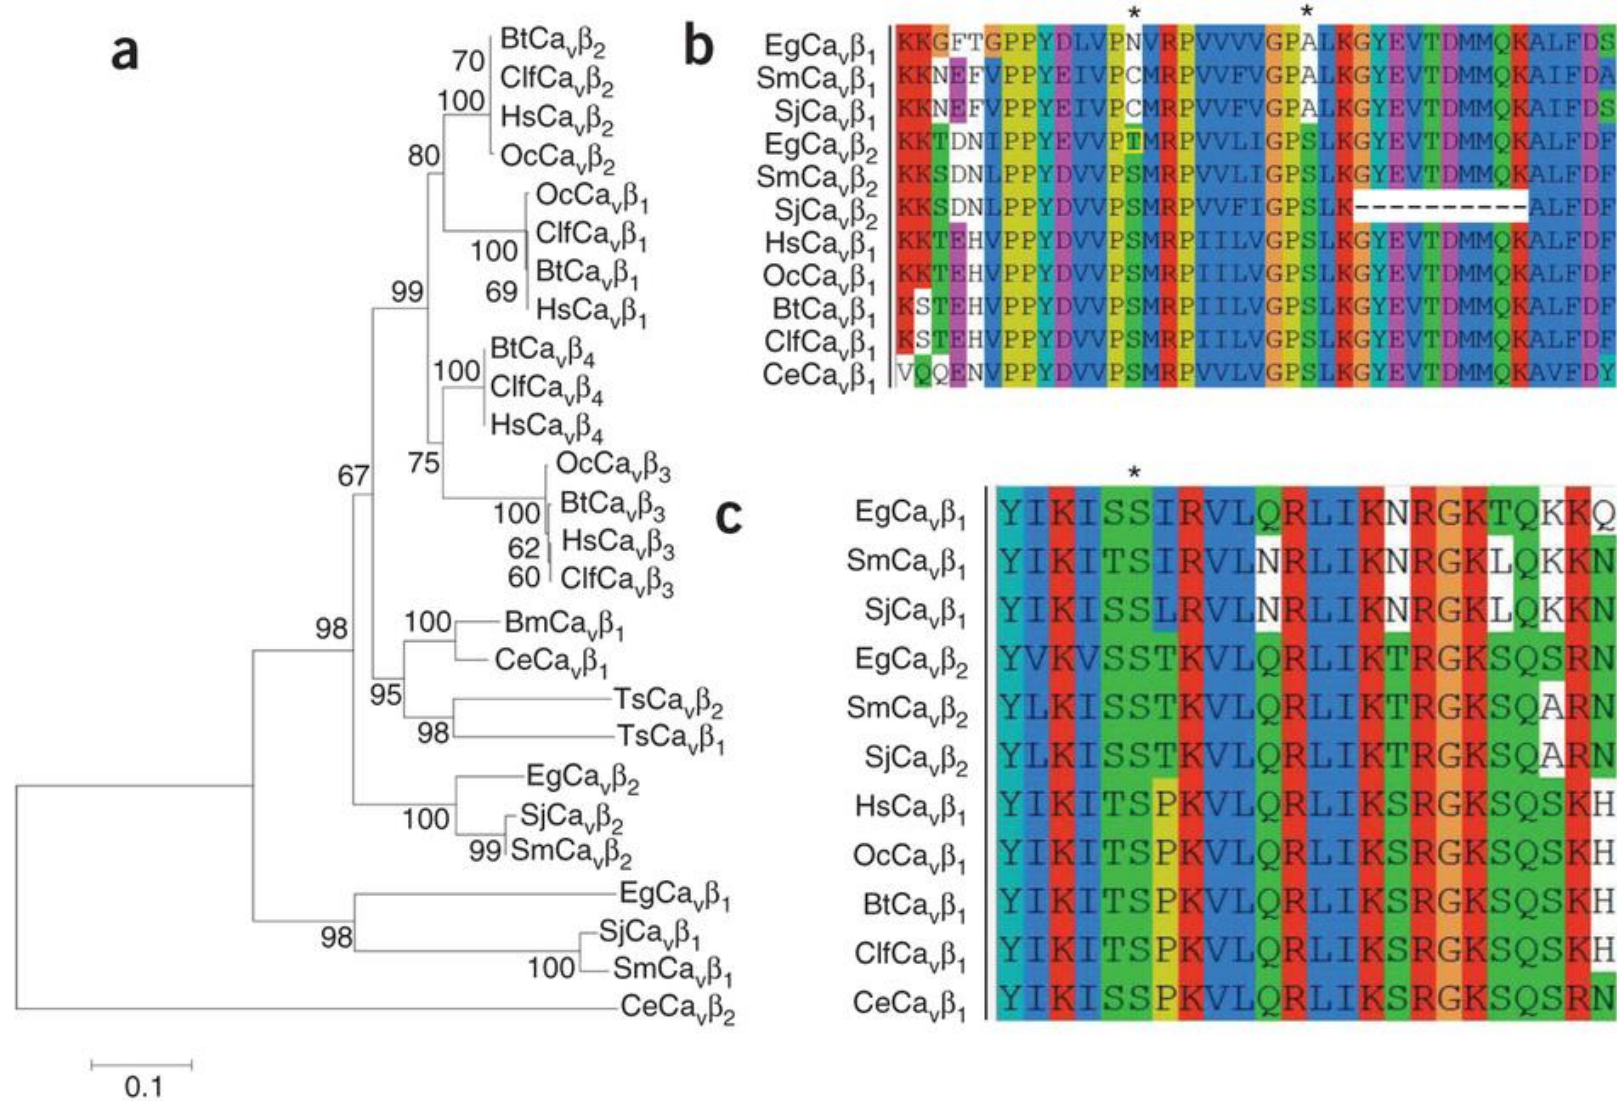 a
BtCaᵥβ₂
70
ClfCaᵥβ₂
100
HsCaᵥβ₂
OcCaᵥβ₂
80
OcCaᵥβ₁
ClfCaᵥβ₁
100
BtCaᵥβ₁
69
HsCaᵥβ₁
99
BtCaᵥβ₄
100
ClfCaᵥβ₄
HsCaᵥβ₄
75
OcCaᵥβ₃
67
BtCaᵥβ₃
100
HsCaᵥβ₃
62
60
ClfCaᵥβ₃
98
100
BmCaᵥβ₁
CeCaᵥβ₁
95
TsCaᵥβ₂
98
TsCaᵥβ₁
EgCaᵥβ₂
100
SjCaᵥβ₂
99
SmCaᵥβ₂
EgCaᵥβ₁
98
SjCaᵥβ₁
100
SmCaᵥβ₁
CeCaᵥβ₂
0.1
b
* *
EgCaᵥβ₁ KKGFTGPPYDLVPNVRPVVVVGPALKGYEVTDMMQKALFDS
SmCaᵥβ₁ KKNEFVPPYEIVPCMRPVVFVGPALKGYEVTDMMQKAIFDA
SjCaᵥβ₁ KKNEFVPPYEIVPCMRPVVFVGPALKGYEVTDMMQKAIFDS
EgCaᵥβ₂ KKTDNIPPYEVVPTMRPVVLIGPSLKGYEVTDMMQKALFDF
SmCaᵥβ₂ KKSDNLPPYDVVPSMRPVVLIGPSLKGYEVTDMMQKALFDF
SjCaᵥβ₂ KKSDNLPPYDVVPSMRPVVFIGPSLK----------ALFDF
HsCaᵥβ₁ KKTEHVPPYDVVPSMRPIILVGPSLKGYEVTDMMQKALFDF
OcCaᵥβ₁ KKTEHVPPYDVVPSMRPIILVGPSLKGYEVTDMMQKALFDF
BtCaᵥβ₁ KSTEHVPPYDVVPSMRPIILVGPSLKGYEVTDMMQKALFDF
ClfCaᵥβ₁ KSTEHVPPYDVVPSMRPIILVGPSLKGYEVTDMMQKALFDF
CeCaᵥβ₁ VQQENVPPYDVVPSMRPVVLVGPSLKGYEVTDMMQKAVFDY
c
*
EgCaᵥβ₁ YIKISSIRVLQRLIKNRGKTQKKQ
SmCaᵥβ₁ YIKITSIRVLNRLIKNRGKLQKKN
SjCaᵥβ₁ YIKISSLRVLNRLIKNRGKLQKKN
EgCaᵥβ₂ YVKVSSTKVLQRLIKTRGKSQSRN
SmCaᵥβ₂ YLKISSTKVLQRLIKTRGKSQARN
SjCaᵥβ₂ YLKISSTKVLQRLIKTRGKSQARN
HsCaᵥβ₁ YIKITSPKVLQRLIKSRGKSQSKH
OcCaᵥβ₁ YIKITSPKVLQRLIKSRGKSQSKH
BtCaᵥβ₁ YIKITSPKVLQRLIKSRGKSQSKH
ClfCaᵥβ₁ YIKITSPKVLQRLIKSRGKSQSKH
CeCaᵥβ₁ YIKISSPKVLQRLIKSRGKSQSRN